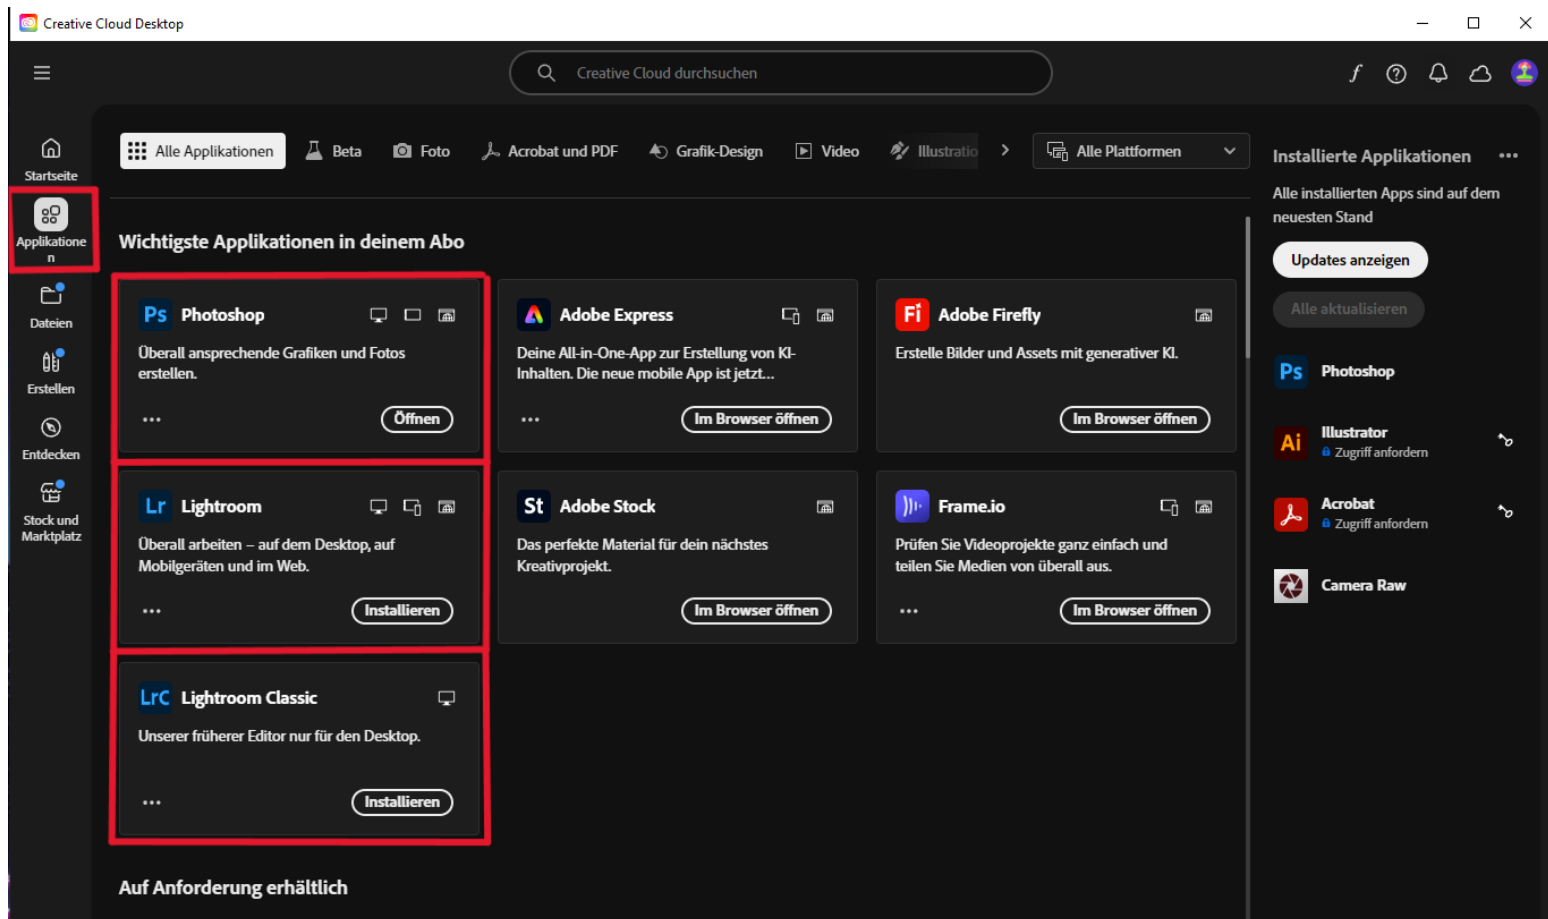 Creative Cloud Desktop
Creative Cloud durchsuchen
Startseite
Applikatione
n
Dateien
Erstellen
Entdecken
Stock und
Marktplatz
Alle Applikationen
Beta
Foto
Acrobat und PDF
Grafik-Design
Video
Illustratio
Alle Plattformen
Wichtigste Applikationen in deinem Abo
Ps Photoshop
Überall ansprechende Grafiken und Fotos
erstellen.
Öffnen
Adobe Express
Deine All-in-One-App zur Erstellung von KI-
Inhalten. Die neue mobile App ist jetzt...
Im Browser öffnen
Fi Adobe Firefly
Erstelle Bilder und Assets mit generativer KI.
Im Browser öffnen
Lr Lightroom
Überall arbeiten – auf dem Desktop, auf
Mobilgeräten und im Web.
Installieren
St Adobe Stock
Das perfekte Material für dein nächstes
Kreativprojekt.
Im Browser öffnen
Frame.io
Prüfen Sie Videoprojekte ganz einfach und
teilen Sie Medien von überall aus.
Im Browser öffnen
LrC Lightroom Classic
Unserer früherer Editor nur für den Desktop.
Installieren
Auf Anforderung erhältlich
Installierte Applikationen
Alle installierten Apps sind auf dem
neuesten Stand
Updates anzeigen
Alle aktualisieren
Ps Photoshop
Ai Illustrator
Zugriff anfordern
Acrobat
Zugriff anfordern
Camera Raw